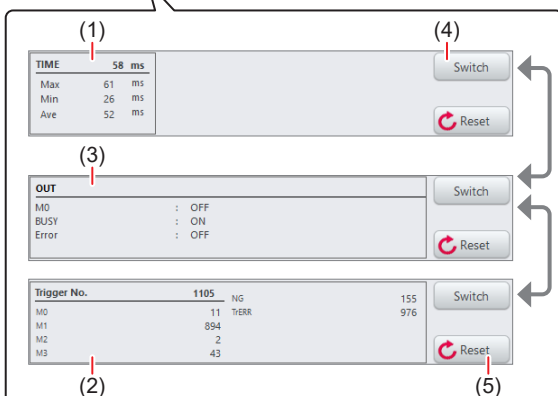 (1)
(4)
TIME 58 ms
Max 61 ms
Min 26 ms
Ave 52 ms
Switch
Reset
(3)
OUT
M0 : OFF
BUSY : ON
Error : OFF
Switch
Reset
Trigger No. 1105
M0 11
M1 894
M2 2
M3 43
NG 155
TrERR 976
Switch
Reset
(2)
(5)